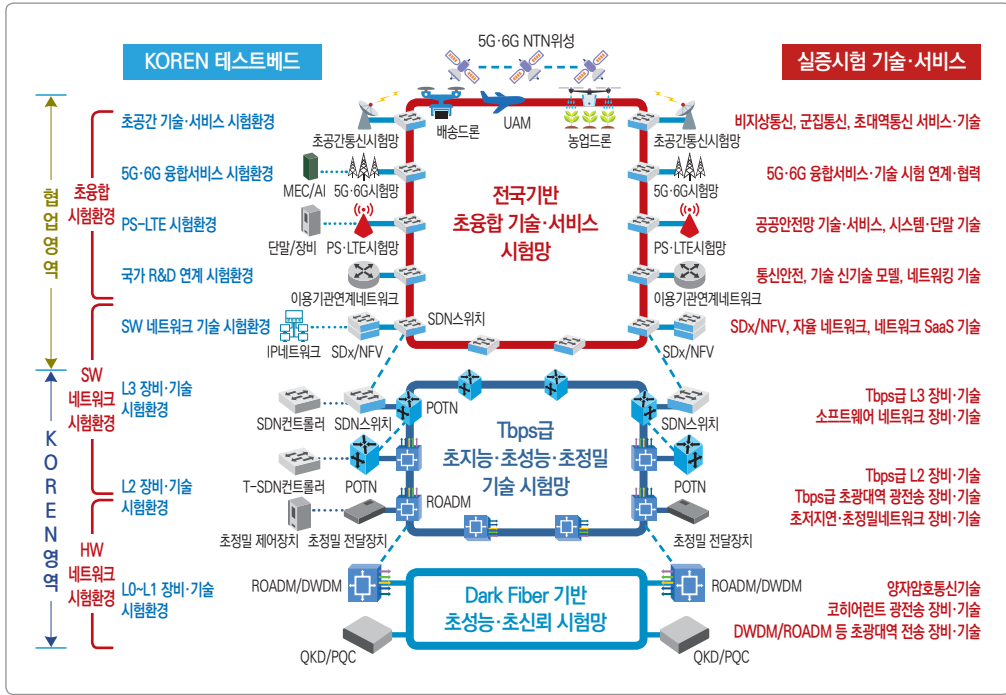 5G·6G NTN위성
KOREN 테스트베드
실증시험 기술·서비스
협업영역
KOREN영역
초융합
시험환경
SW
네트워크
시험환경
HW
네트워크
시험환경
초공간 기술·서비스 시험환경
5G·6G 융합서비스 시험환경
PS-LTE 시험환경
국가 R&D 연계 시험환경
SW 네트워크 기술 시험환경
L3 장비·기술
시험환경
L2 장비·기술
시험환경
L0~L1 장비·기술
시험환경
배송드론
UAM
농업드론
초공간통신시험망
초공간통신시험망
MEC/AI
5G·6G시험망
5G·6G시험망
단말/장비
PS·LTE시험망
PS·LTE시험망
이용기관연계네트워크
이용기관연계네트워크
IP네트워크
SDx/NFV
SDN스위치
SDx/NFV
전국기반
초융합 기술·서비스
시험망
SDN컨트롤러
SDN스위치
POTN
SDN스위치
T-SDN컨트롤러
POTN
POTN
ROADM
초정밀 제어장치
초정밀 전달장치
초정밀 전달장치
Tbps급
초지능·초성능·초정밀
기술 시험망
ROADM/DWDM
ROADM/DWDM
Dark Fiber 기반
초성능·초신뢰 시험망
QKD/PQC
QKD/PQC
비지상통신, 군집통신, 초대역통신 서비스·기술
5G·6G 융합서비스·기술 시험 연계·협력
공공안전망 기술·서비스, 시스템·단말 기술
통신안전, 기술 신기술 모델, 네트워킹 기술
SDx/NFV, 자율 네트워크, 네트워크 SaaS 기술
Tbps급 L3 장비·기술
소프트웨어 네트워크 장비·기술
Tbps급 L2 장비·기술
Tbps급 초광대역 광전송 장비·기술
초저지연·초정밀네트워크 장비·기술
양자암호통신기술
코히어런트 광전송 장비·기술
DWDM/ROADM 등 초광대역 전송 장비·기술